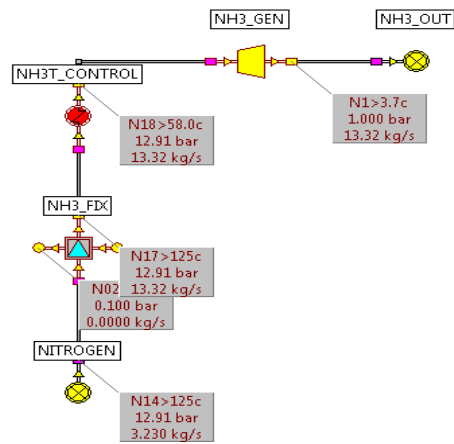 NH3_GEN
NH3_OUT
NH3T_CONTROL
N18>58.0c
12.91 bar
13.32 kg/s
N1>3.7c
1.000 bar
13.32 kg/s
NH3_FIX
N17>125c
12.91 bar
13.32 kg/s
N02
0.100 bar
0.0000 kg/s
NITROGEN
N14>125c
12.91 bar
3.230 kg/s